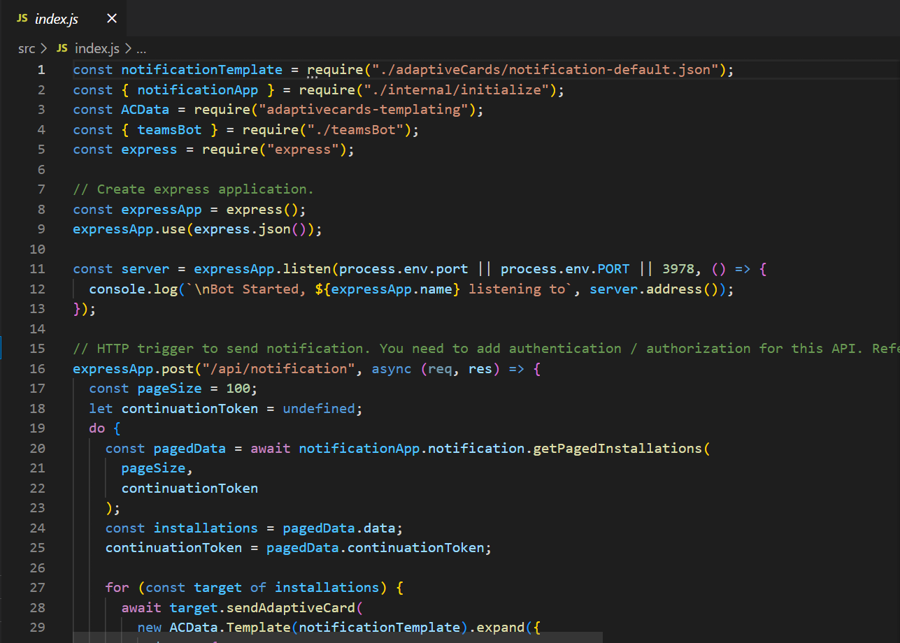 JS index.js ×
src > JS index.js > ...
1 const notificationTemplate = require("./adaptiveCards/notification-default.json");
2 const { notificationApp } = require("./internal/initialize");
3 const ACData = require("adaptivecards-templating");
4 const { teamsBot } = require("./teamsBot");
5 const express = require("express");
6
7 // Create express application.
8 const expressApp = express();
9 expressApp.use(express.json());
10
11 const server = expressApp.listen(process.env.port || process.env.PORT || 3978, () => {
12 console.log(`\nBot Started, ${expressApp.name} listening to`, server.address());
13 });
14
15 // HTTP trigger to send notification. You need to add authentication / authorization for this API. Refe
16 expressApp.post("/api/notification", async (req, res) => {
17 const pageSize = 100;
18 let continuationToken = undefined;
19 do {
20 const pagedData = await notificationApp.notification.getPagedInstallations(
21 pageSize,
22 continuationToken
23 );
24 const installations = pagedData.data;
25 continuationToken = pagedData.continuationToken;
26
27 for (const target of installations) {
28 await target.sendAdaptiveCard(
29 new ACData.Template(notificationTemplate).expand({